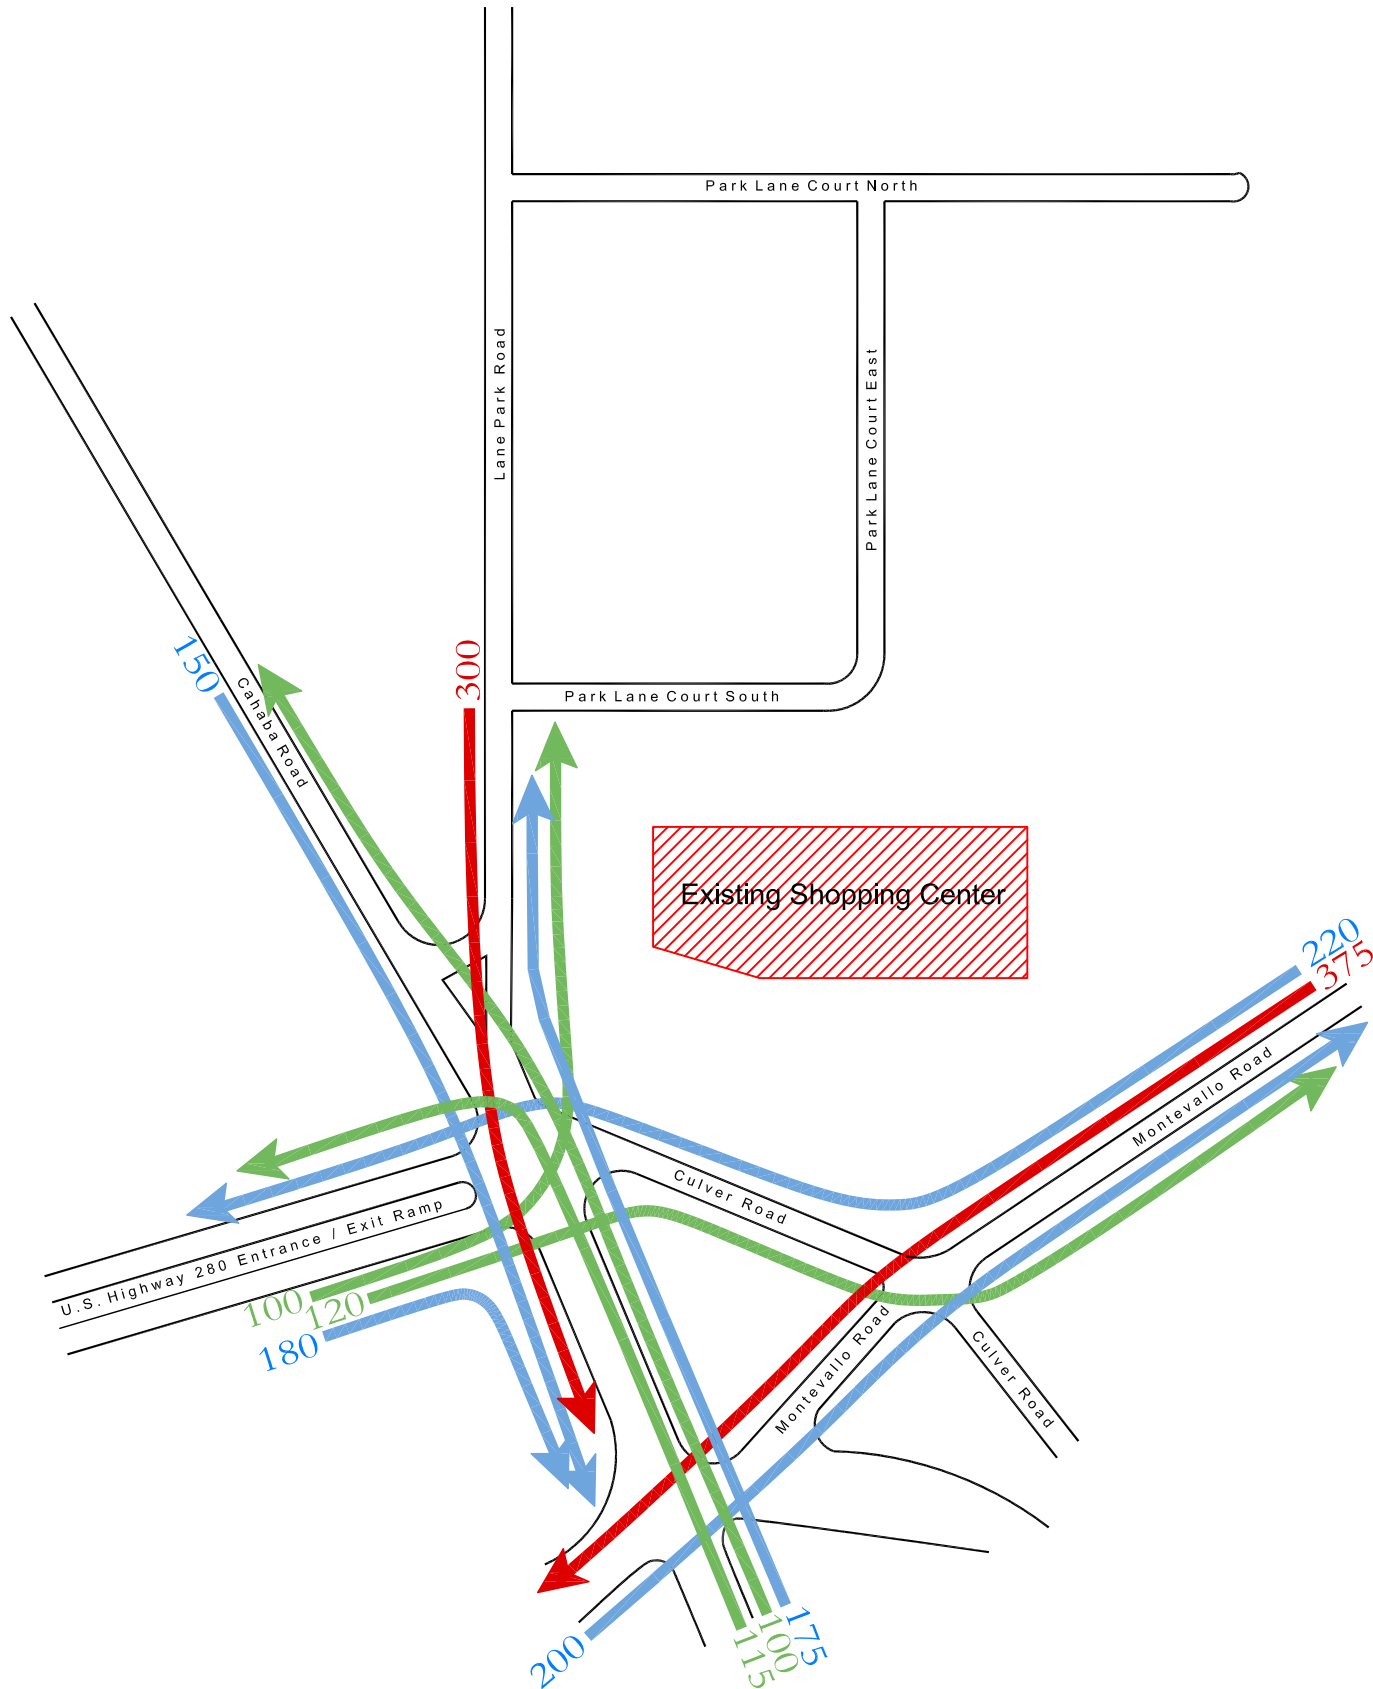 Park Lane Court North
Lane Park Road
Park Lane Court East
150
Cahaba Road
300
Park Lane Court South
Existing Shopping Center
220
375
Montevallo Road
Culver Road
U.S. Highway 280 Entrance / Exit Ramp
100
120
180
Montevallo Road
Culver Road
200
115
100
175